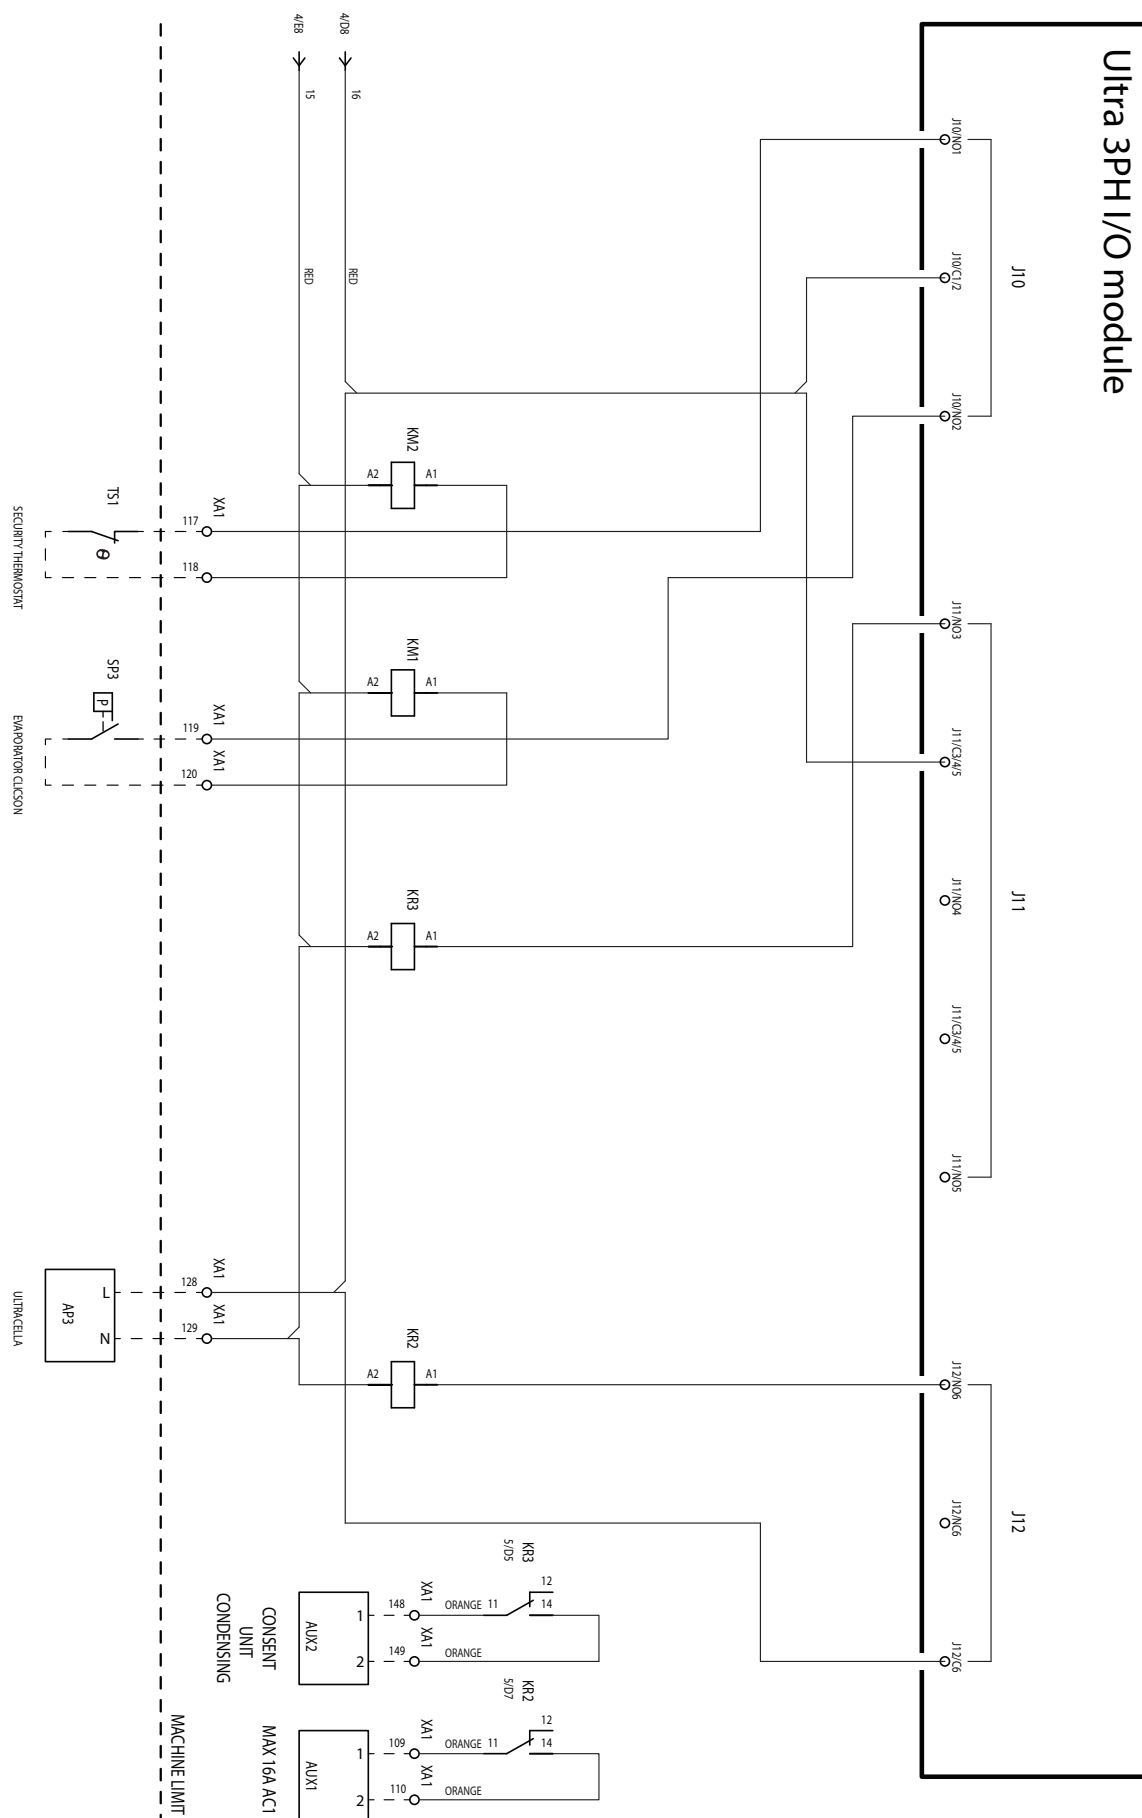 Ultra 3PH I/O module
J10
J11
J12
J10/NO1
J10/C1/2
J10/NO2
J11/NO3
J11/C3/4/5
J11/NO4
J11/C3/4/5
J11/NO5
J12/NO6
J12/NC6
J12/C6
4/D8
16
RED
4/E8
15
RED
KM2
A2
A1
KM1
A2
A1
KR3
A2
A1
KR2
A2
A1
XA1
117
118
TS1
θ
SECURITY THERMOSTAT
XA1
119
XA1
120
SP3
P
EVAPORATOR CLICSON
XA1
128
XA1
129
L
N
AP3
ULTRACELLA
KR3
5/D5
12
14
11
ORANGE
XA1
148
1
ORANGE
XA1
149
2
AUX2
CONSENT
UNIT
CONDENSING
KR2
5/D7
12
14
11
ORANGE
XA1
109
1
ORANGE
XA1
110
2
AUX1
MAX 16A AC1
MACHINE LIMIT